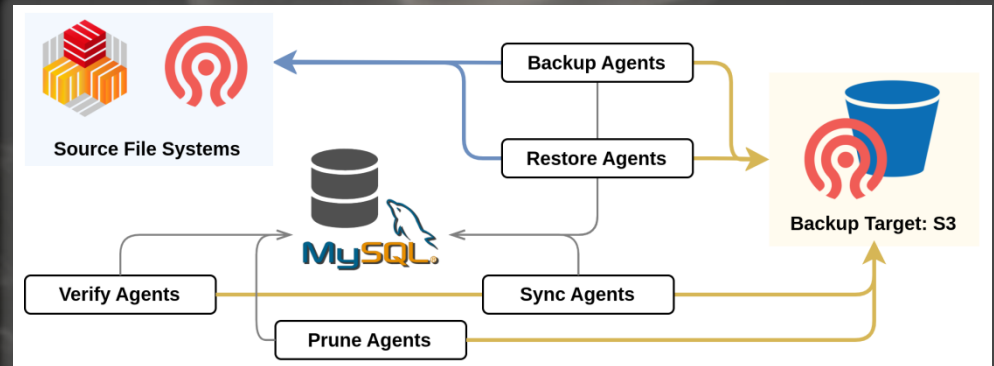 Backup Agents
Source File Systems
Restore Agents
Backup Target: S3
MySQL.
Verify Agents
Sync Agents
Prune Agents